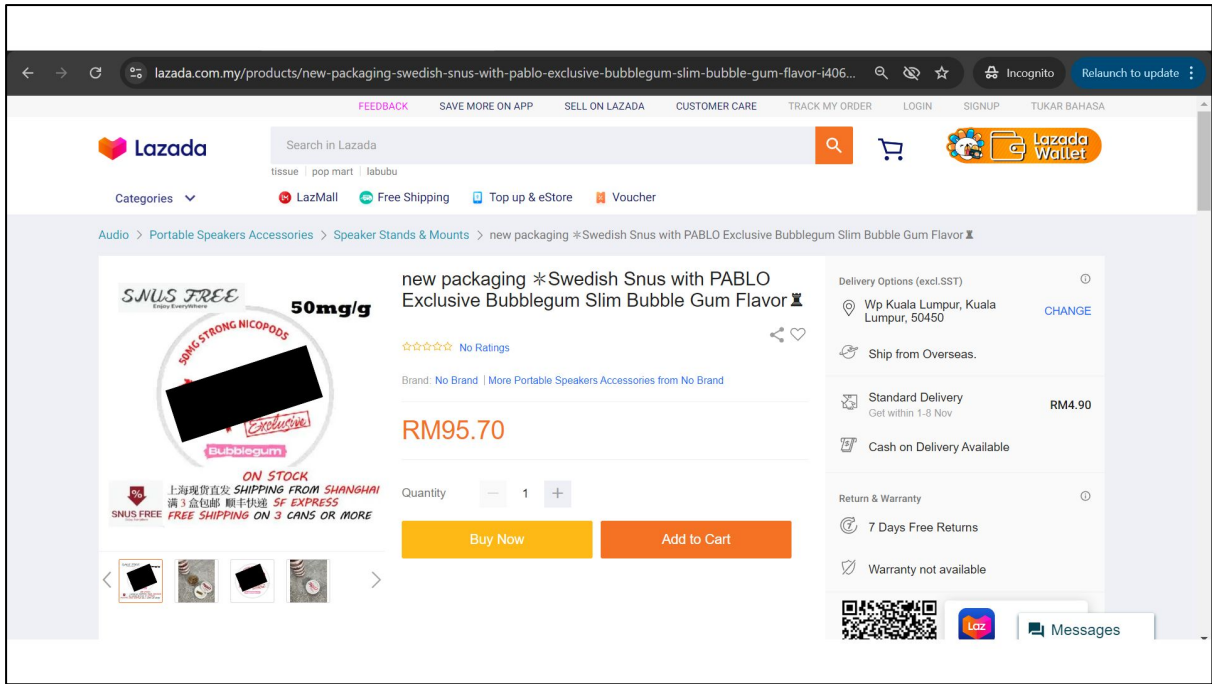 lazada.com.my/products/new-packaging-swedish-snus-with-pablo-exclusive-bubblegum-slim-bubble-gum-flavor-i406...
Incognito
Relaunch to update
FEEDBACK
SAVE MORE ON APP
SELL ON LAZADA
CUSTOMER CARE
TRACK MY ORDER
LOGIN
SIGNUP
TUKAR BAHASA
Lazada
Search in Lazada
Lazada
Wallet
tissue | pop mart | labubu
Categories
LazMall
Free Shipping
Top up & eStore
Voucher
Audio > Portable Speakers Accessories > Speaker Stands & Mounts > new packaging ✳Swedish Snus with PABLO Exclusive Bubblegum Slim Bubble Gum Flavor♜
SNUS FREE
Enjoy EveryWhere
50mg/g
50MG STRONG NICOPODS
Exclusive
Bubblegum
ON STOCK
上海现货直发 SHIPPING FROM SHANGHAI
满3盒包邮 顺丰快递 SF EXPRESS
SNUS FREE FREE SHIPPING ON 3 CANS OR MORE
new packaging ✳Swedish Snus with PABLO
Exclusive Bubblegum Slim Bubble Gum Flavor♜
No Ratings
Brand: No Brand | More Portable Speakers Accessories from No Brand
RM95.70
Quantity
1
Buy Now
Add to Cart
Delivery Options (excl.SST)
Wp Kuala Lumpur, Kuala
Lumpur, 50450
CHANGE
Ship from Overseas.
Standard Delivery
RM4.90
Get within 1-8 Nov
Cash on Delivery Available
Return & Warranty
7 Days Free Returns
Warranty not available
Laz
Messages